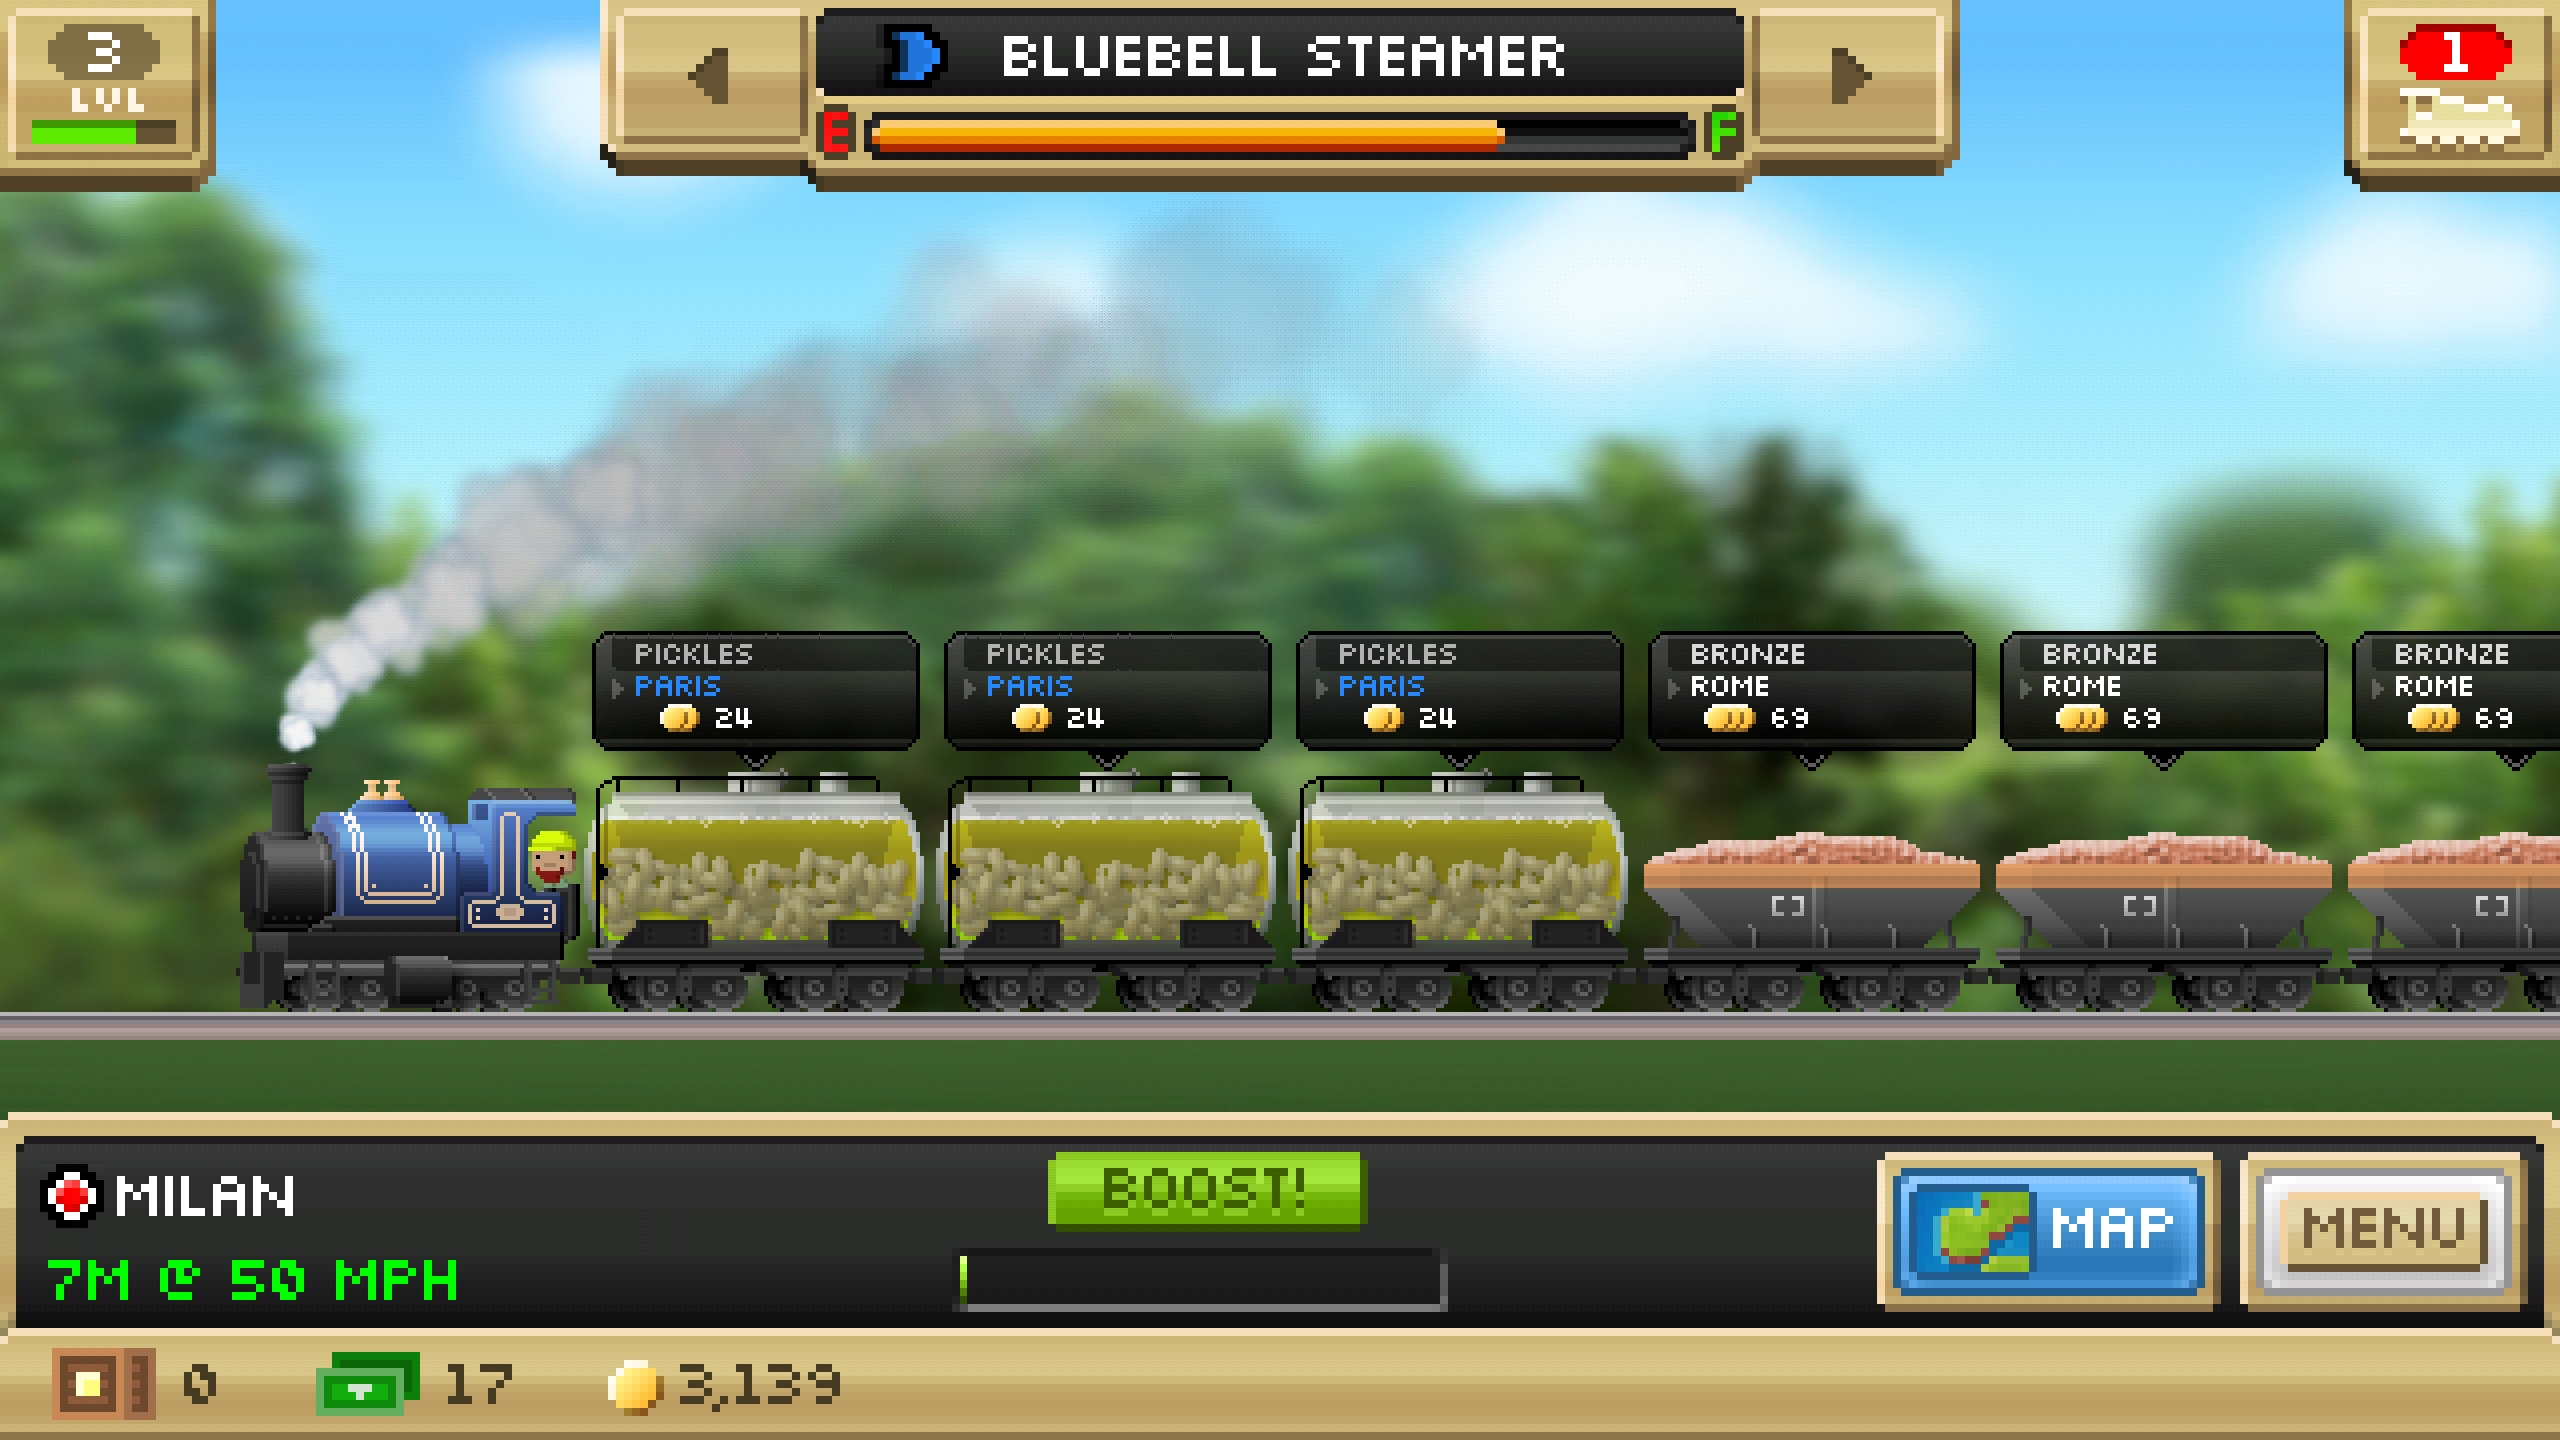 3
LVL
BLUEBELL STEAMER
E
F
1
PICKLES
PARIS
24
PICKLES
PARIS
24
PICKLES
PARIS
24
BRONZE
ROME
69
BRONZE
ROME
69
BRONZE
ROME
69
MILAN
7M @ 50 MPH
BOOST!
MAP
MENU
0
17
3,139